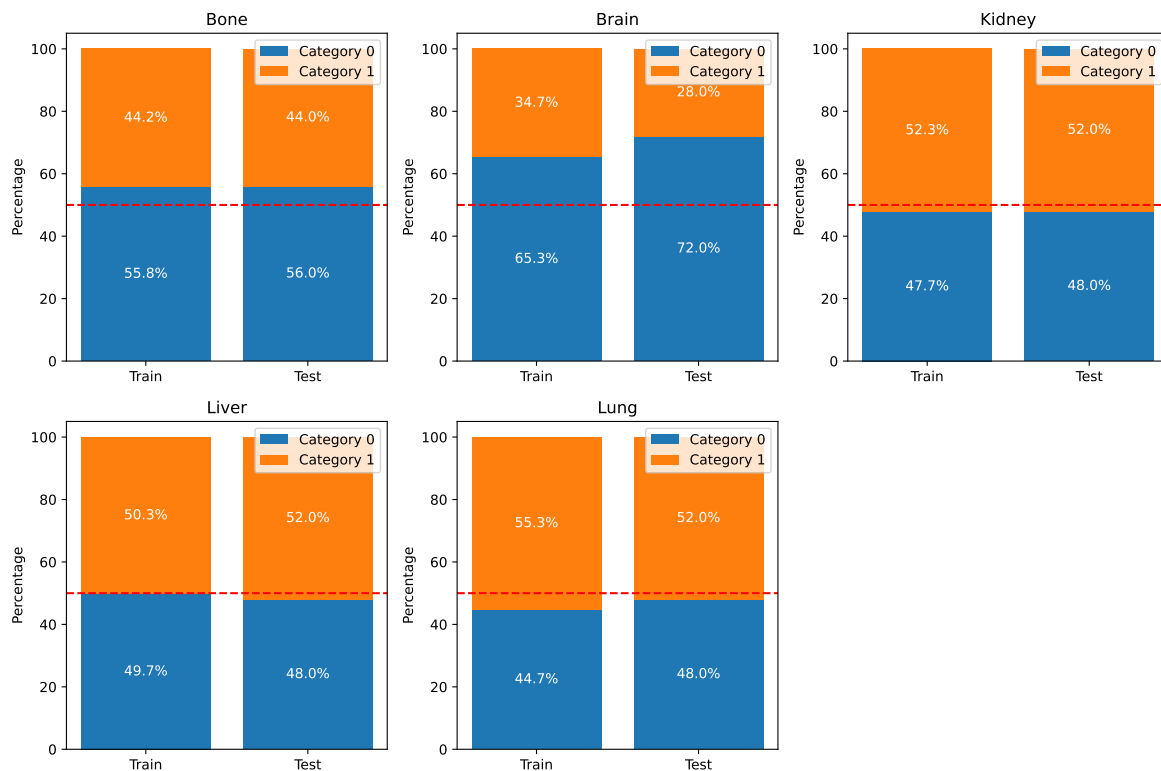 Bone
Percentage
100
80
60
40
20
0
Category 0
Category 1
44.2%
44.0%
55.8%
56.0%
Train
Test
Brain
Percentage
100
80
60
40
20
0
Category 0
Category 1
34.7%
28.0%
65.3%
72.0%
Train
Test
Kidney
Percentage
100
80
60
40
20
0
Category 0
Category 1
52.3%
52.0%
47.7%
48.0%
Train
Test
Liver
Percentage
100
80
60
40
20
0
Category 0
Category 1
50.3%
52.0%
49.7%
48.0%
Train
Test
Lung
Percentage
100
80
60
40
20
0
Category 0
Category 1
55.3%
52.0%
44.7%
48.0%
Train
Test